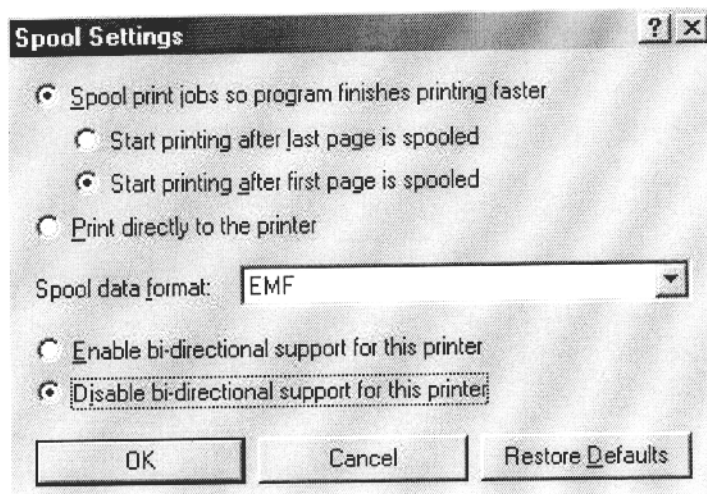 Spool Settings
Spool print jobs so program finishes printing faster
Start printing after last page is spooled
Start printing after first page is spooled
Print directly to the printer
Spool data format: EMF
Enable bi-directional support for this printer
Disable bi-directional support for this printer
OK Cancel Restore Defaults